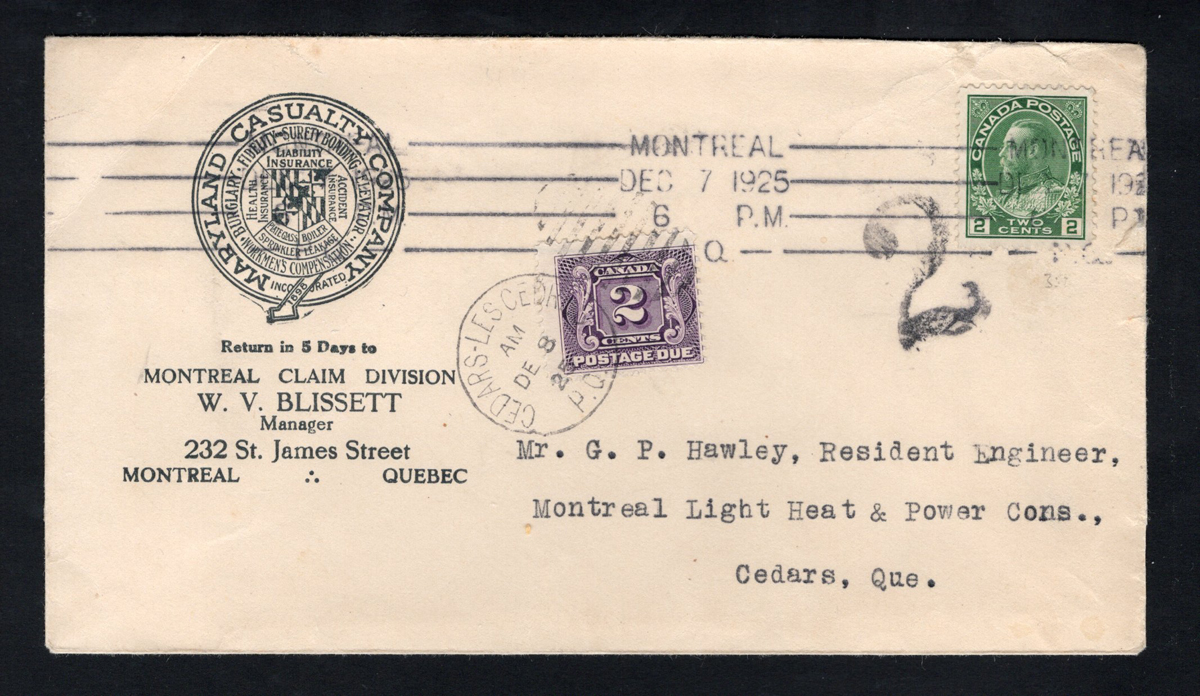 MARYLAND CASUALTY COMPANY
BURGLARY · FIDELITY - SURETY BONDING · ELEVATOR
LIABILITY
INSURANCE
HEALTH
INSURANCE
ACCIDENT
INSURANCE
PLATE GLASS BOILER
SPRINKLER LEAKAGE
WORKMEN'S COMPENSATION
INCORPORATED
1898
Return in 5 Days to
MONTREAL CLAIM DIVISION
W. V. BLISSETT
Manager
232 St. James Street
MONTREAL ∴ QUEBEC
MONTREAL
DEC 7 1925
6 P.M.
Q
CANADA POSTAGE
2 TWO CENTS 2
2
CANADA
2
CENTS
POSTAGE DUE
CEDARS-LES CEDR
AM
DE 8
25
P.Q.
Mr. G. P. Hawley, Resident Engineer,
Montreal Light Heat & Power Cons.,
Cedars, Que.